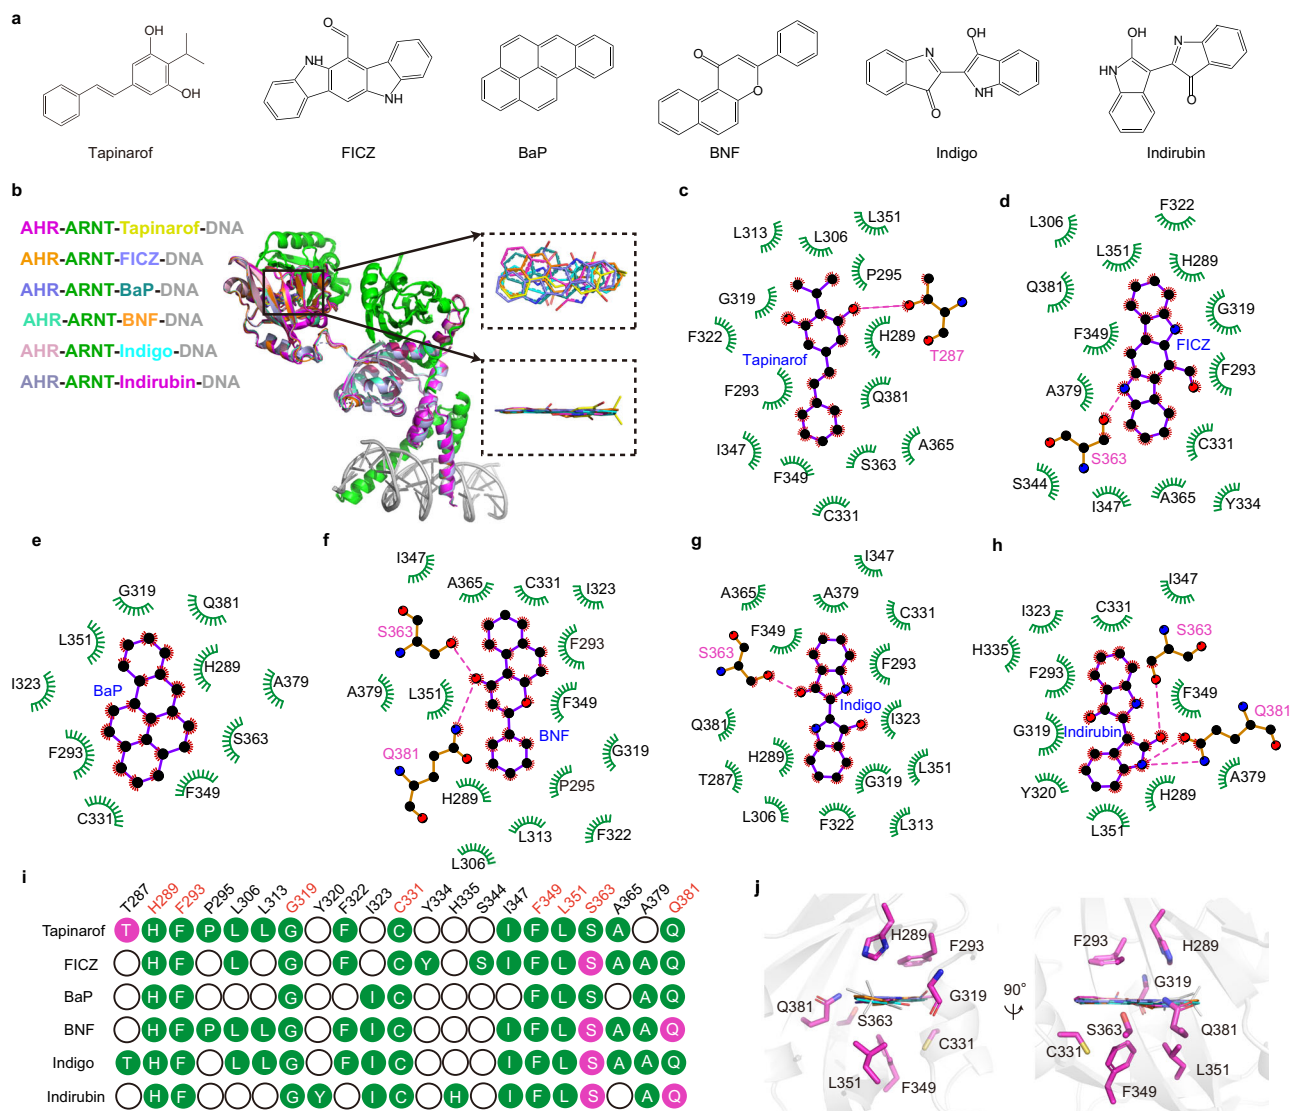 a
OH
OH
Tapinarof
O
NH
NH
FICZ
BaP
O
O
BNF
N
OH
O
NH
Indigo
OH
N
HN
O
Indirubin
b
AHR-ARNT-Tapinarof-DNA
AHR-ARNT-FICZ-DNA
AHR-ARNT-BaP-DNA
AHR-ARNT-BNF-DNA
AHR-ARNT-Indigo-DNA
AHR-ARNT-Indirubin-DNA
c
L351
L313
L306
P295
G319
F322
H289
T287
Tapinarof
F293
Q381
I347
F349
S363
A365
C331
d
F322
L306
L351
H289
Q381
G319
F349
FICZ
F293
A379
S363
C331
S344
I347
A365
Y334
e
G319
Q381
L351
H289
I323
BaP
A379
F293
S363
F349
C331
f
I347
A365
C331
I323
S363
F293
A379
L351
F349
BNF
Q381
G319
H289
P295
L313
F322
L306
g
I347
A365
A379
C331
F349
S363
F293
Indigo
I323
Q381
H289
T287
G319
L351
L306
F322
L313
h
I347
I323
C331
S363
H335
F293
F349
Q381
G319
Indirubin
A379
Y320
H289
L351
i
T287 H289 F293 P295 L306 L313 G319 Y320 F322 I323 C331 Y334 H335 S344 I347 F349 L351 S363 A365 A379 Q381
Tapinarof T H F P L L G F C I F L S A Q
FICZ H F L G F C Y S I F L S A A Q
BaP H F G I C F L S A Q
BNF H F P L L G F I C I F L S A A Q
Indigo T H F L L G F I C I F L S A A Q
Indirubin H F G Y I C H I F L S A Q
j
H289
F293
Q381
G319
S363
C331
L351
F349
90°
F293
H289
G319
S363
Q381
C331
L351
F349